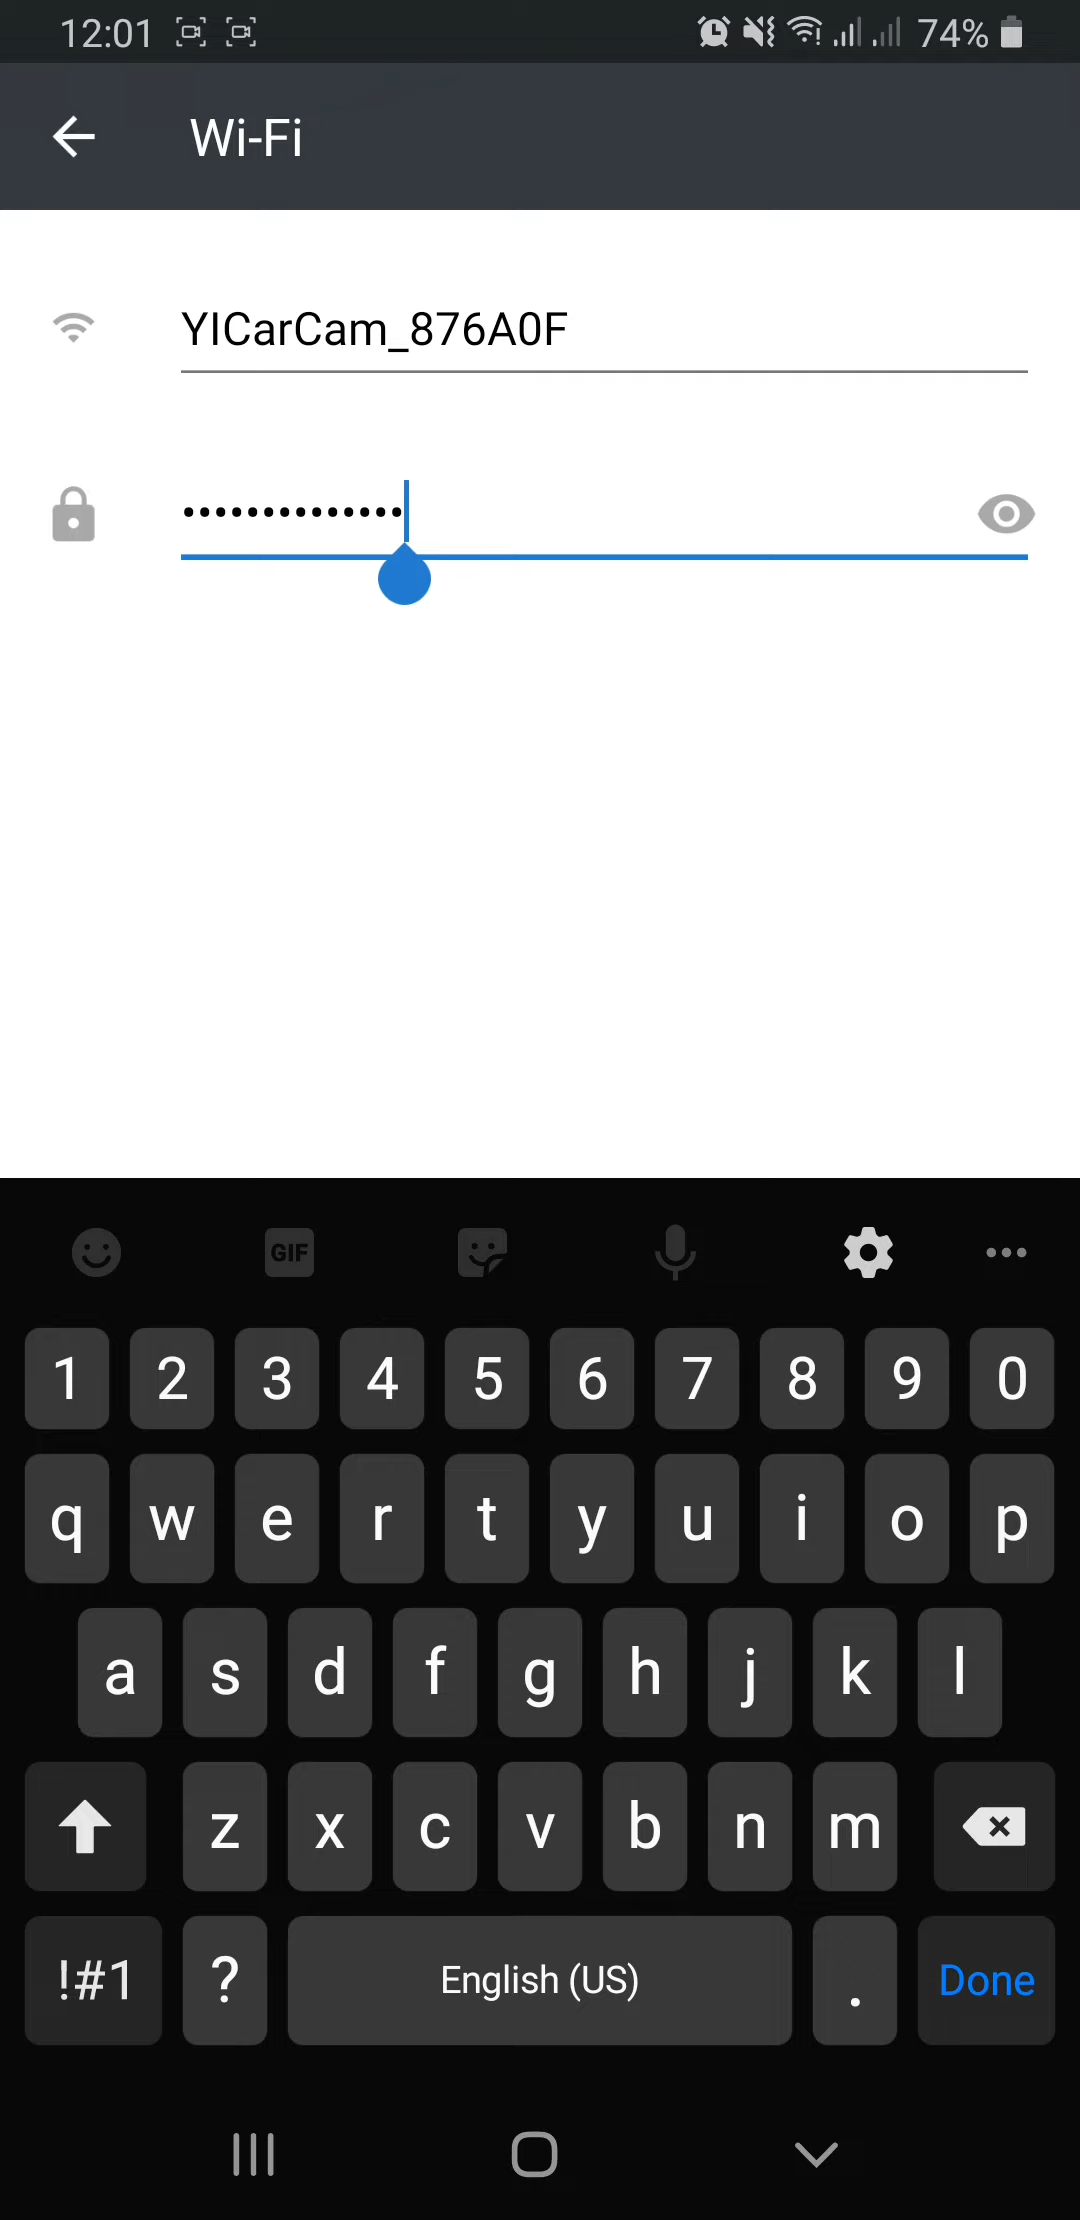 12:01 74%
Wi-Fi
YICarCam_876A0F
••••••••••••••
GIF
1 2 3 4 5 6 7 8 9 0
q w e r t y u i o p
a s d f g h j k l
z x c v b n m
!#1 ? English (US) . Done